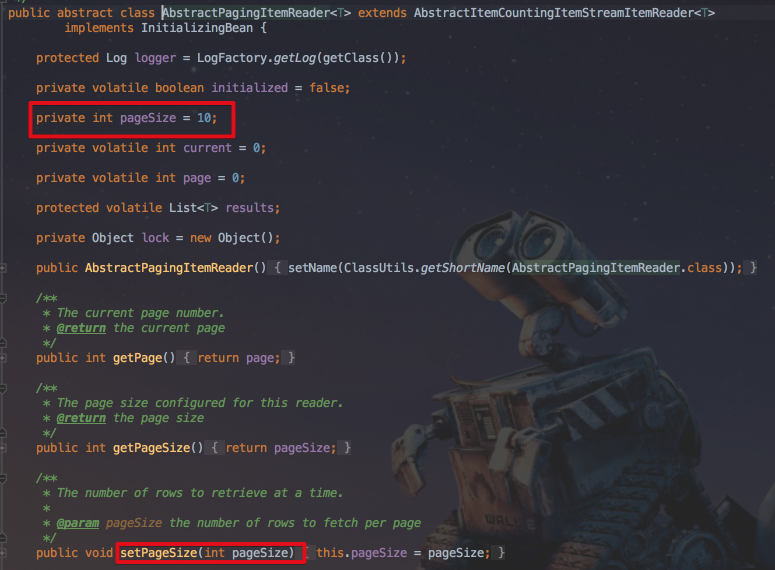 */
public abstract class AbstractPagingItemReader<T> extends AbstractItemCountingItemStreamItemReader<T>
implements InitializingBean {
protected Log logger = LogFactory.getLog(getClass());
private volatile boolean initialized = false;
private int pageSize = 10;
private volatile int current = 0;
private volatile int page = 0;
protected volatile List<T> results;
private Object lock = new Object();
public AbstractPagingItemReader() { setName(ClassUtils.getShortName(AbstractPagingItemReader.class)); }
/**
* The current page number.
* @return the current page
*/
public int getPage() { return page; }
/**
* The page size configured for this reader.
* @return the page size
*/
public int getPageSize() { return pageSize; }
/**
* The number of rows to retrieve at a time.
*
* @param pageSize the number of rows to fetch per page
*/
public void setPageSize(int pageSize) { this.pageSize = pageSize; }